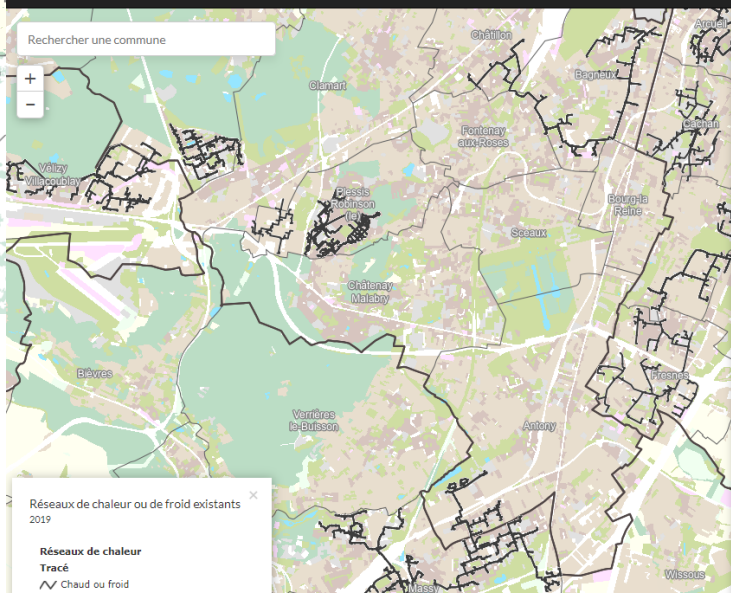 Rechercher une commune
+
−
Arcueil
Châtillon
Bagneux
Clamart
Cachan
Fontenay
aux-Roses
Vélizy
Villacoublay
Plessis
Robinson
(le)
Bourg-la
Reine
Sceaux
Châtenay
Malabry
Bièvres
Fresnes
Verrières
le-Buisson
Antony
Wissous
Massy
Réseaux de chaleur ou de froid existants
×
2019
Réseaux de chaleur
Tracé
Chaud ou froid